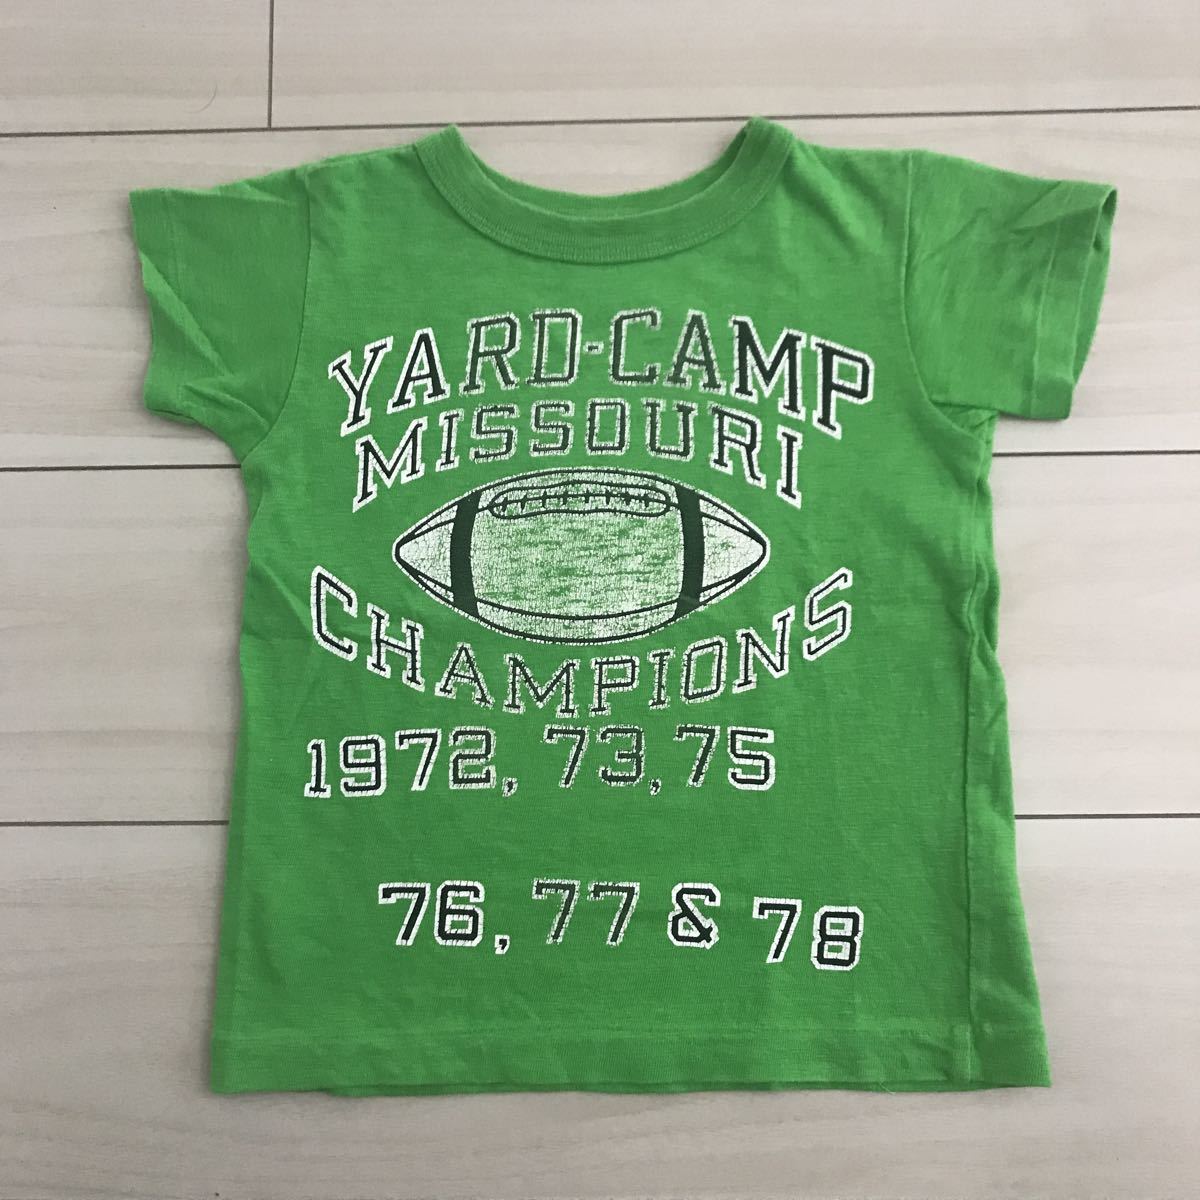 YARD-CAMP
MISSOURI
CHAMPIONS
1972, 73, 75
76, 77 & 78